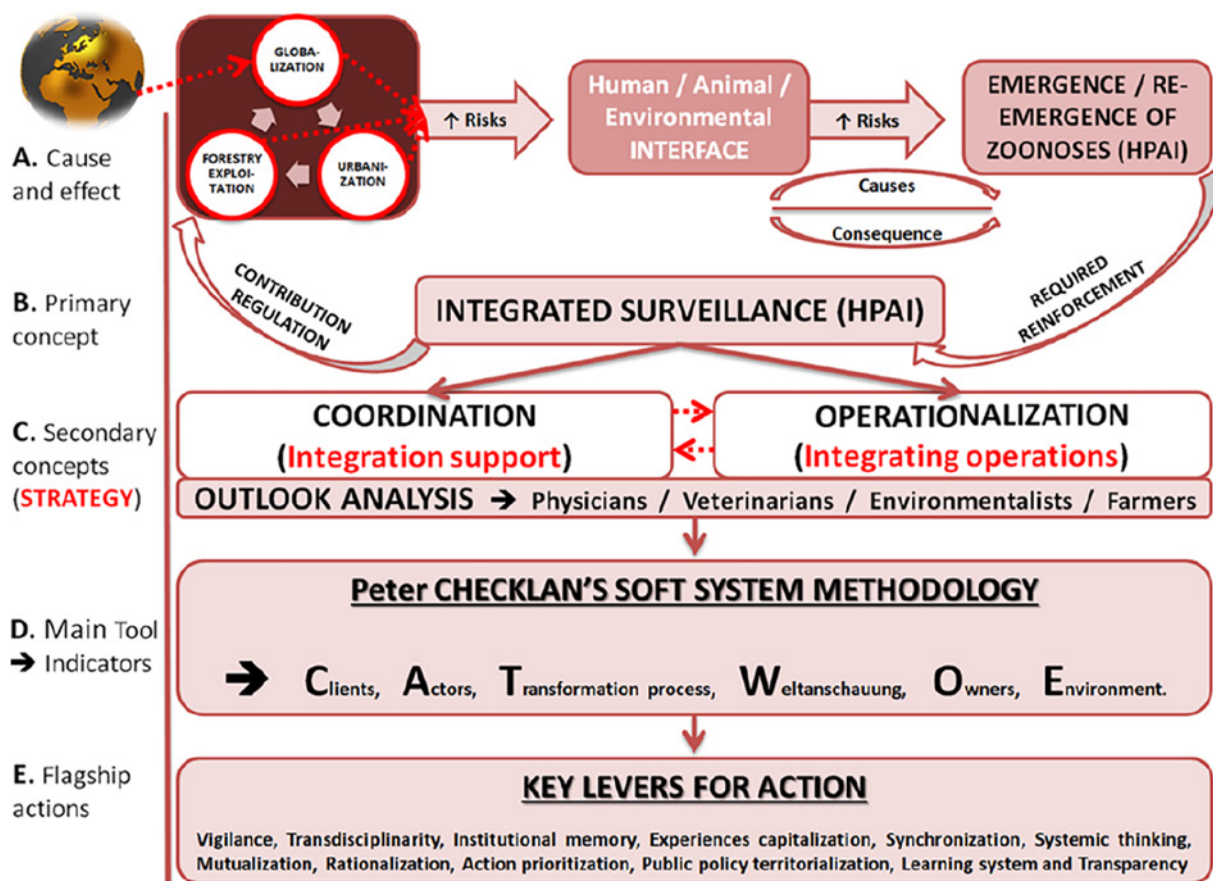 GLOBA-
LIZATION
FORESTRY
EXPLOI-
TATION
URBANI-
ZATION
↑ Risks
Human / Animal /
Environmental
INTERFACE
↑ Risks
EMERGENCE / RE-
EMERGENCE OF
ZOONOSES (HPAI)
A. Cause
and effect
Causes
Consequence
CONTRIBUTION
REGULATION
REQUIRED
REINFORCEMENT
B. Primary
concept
INTEGRATED SURVEILLANCE (HPAI)
C. Secondary
concepts
(STRATEGY)
COORDINATION
(Integration support)
OPERATIONALIZATION
(Integrating operations)
OUTLOOK ANALYSIS → Physicians / Veterinarians / Environmentalists / Farmers
D. Main Tool
→ Indicators
Peter CHECKLAN'S SOFT SYSTEM METHODOLOGY
→ Clients, Actors, Transformation process, Weltanschauung, Owners, Environment.
E. Flagship
actions
KEY LEVERS FOR ACTION
Vigilance, Transdisciplinarity, Institutional memory, Experiences capitalization, Synchronization, Systemic thinking,
Mutualization, Rationalization, Action prioritization, Public policy territorialization, Learning system and Transparency